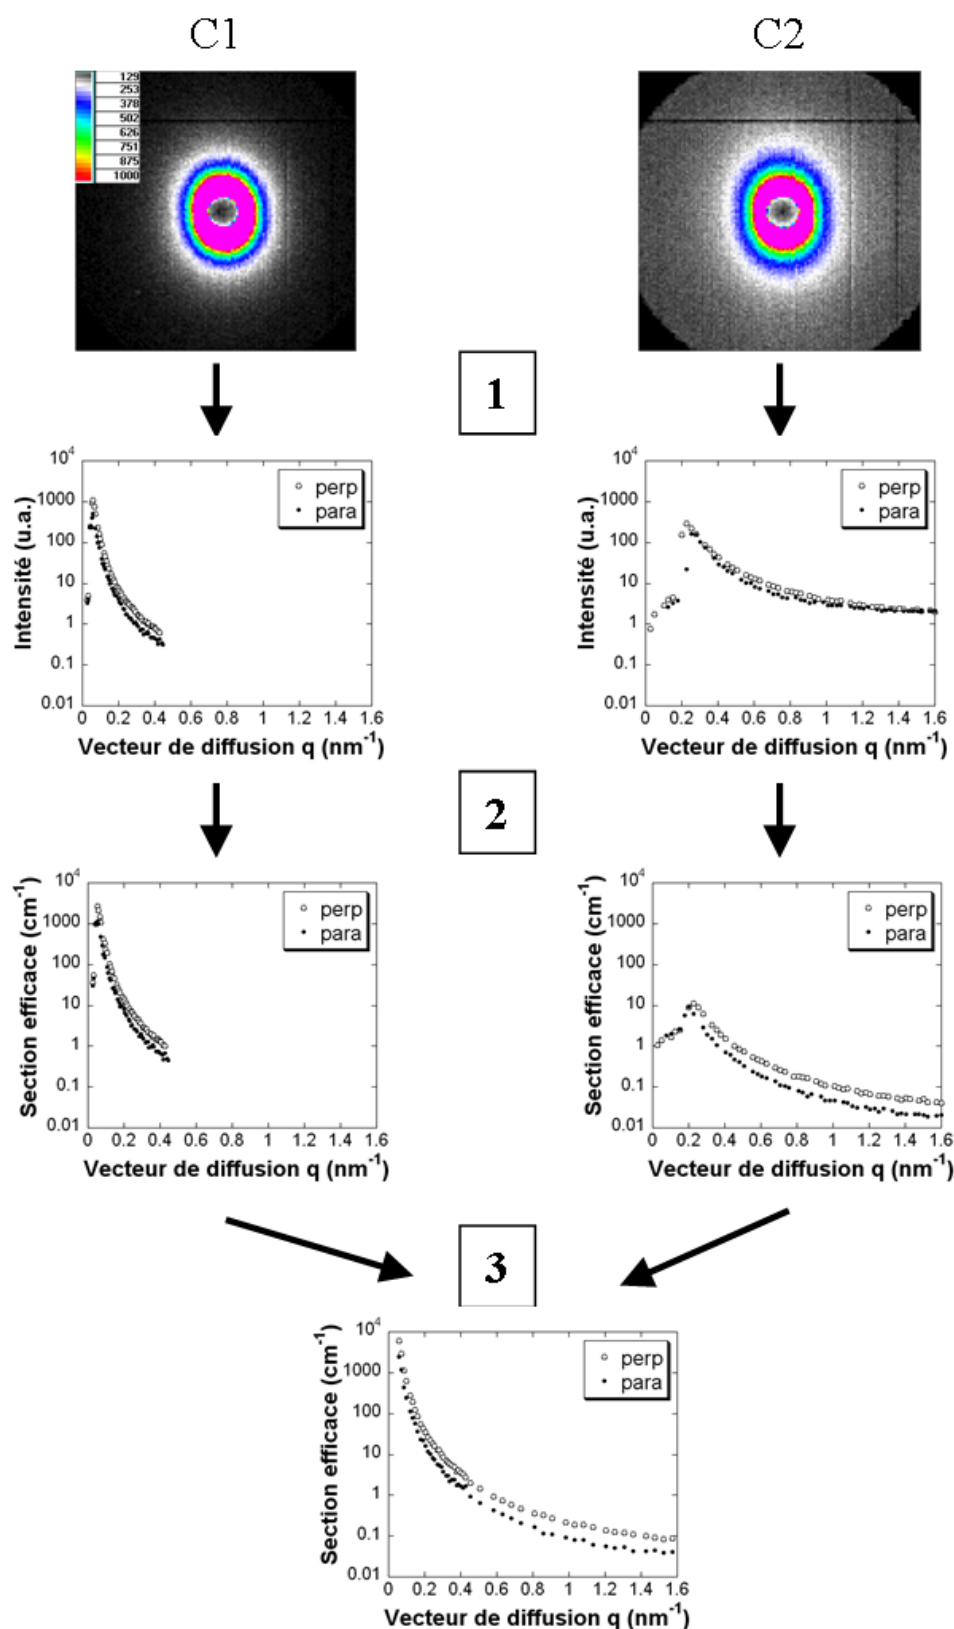 C1
C2
129
253
378
502
626
751
875
1000
1
Intensité (u.a.)
10⁴
1000
100
10
1
0.1
0.01
perp
para
0 0.2 0.4 0.6 0.8 1 1.2 1.4 1.6
Vecteur de diffusion q (nm⁻¹)
Intensité (u.a.)
10⁴
1000
100
10
1
0.1
0.01
perp
para
0 0.2 0.4 0.6 0.8 1 1.2 1.4 1.6
Vecteur de diffusion q (nm⁻¹)
2
Section efficace (cm⁻¹)
10⁴
1000
100
10
1
0.1
0.01
perp
para
0 0.2 0.4 0.6 0.8 1 1.2 1.4 1.6
Vecteur de diffusion q (nm⁻¹)
Section efficace (cm⁻¹)
10⁴
1000
100
10
1
0.1
0.01
perp
para
0 0.2 0.4 0.6 0.8 1 1.2 1.4 1.6
Vecteur de diffusion q (nm⁻¹)
3
Section efficace (cm⁻¹)
10⁴
1000
100
10
1
0.1
0.01
perp
para
0 0.2 0.4 0.6 0.8 1 1.2 1.4 1.6
Vecteur de diffusion q (nm⁻¹)